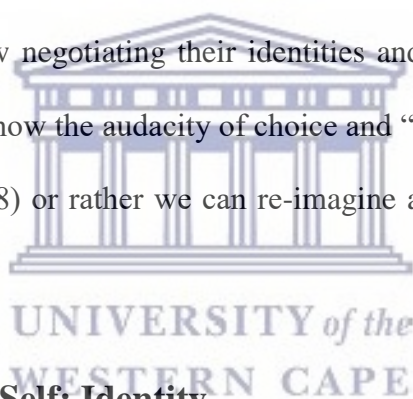 negotiating their identities and
now the audacity of choice and “
8) or rather we can re-imagine a
UNIVERSITY of the
WESTERN CAPE
Self: Identity